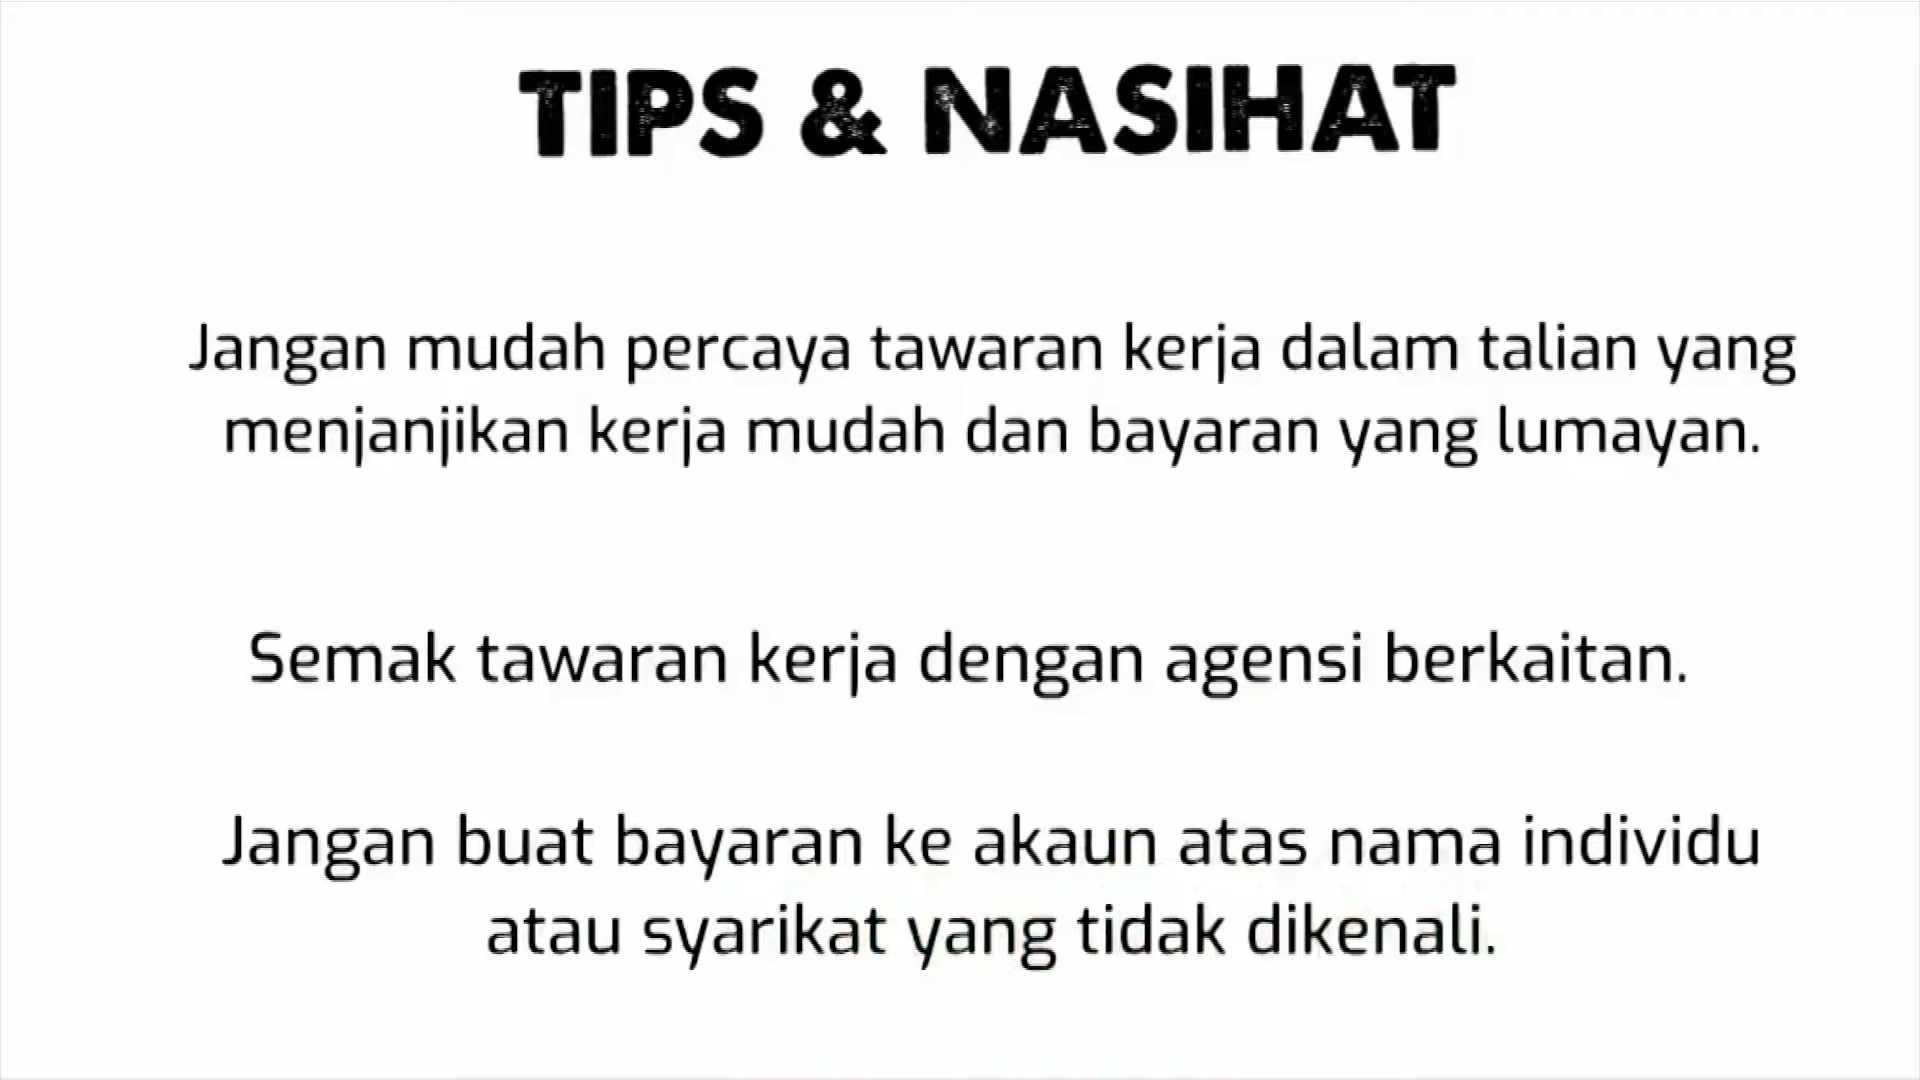 TIPS & NASIHAT
Jangan mudah percaya tawaran kerja dalam talian yang
menjanjikan kerja mudah dan bayaran yang lumayan.
Semak tawaran kerja dengan agensi berkaitan.
Jangan buat bayaran ke akaun atas nama individu
atau syarikat yang tidak dikenali.